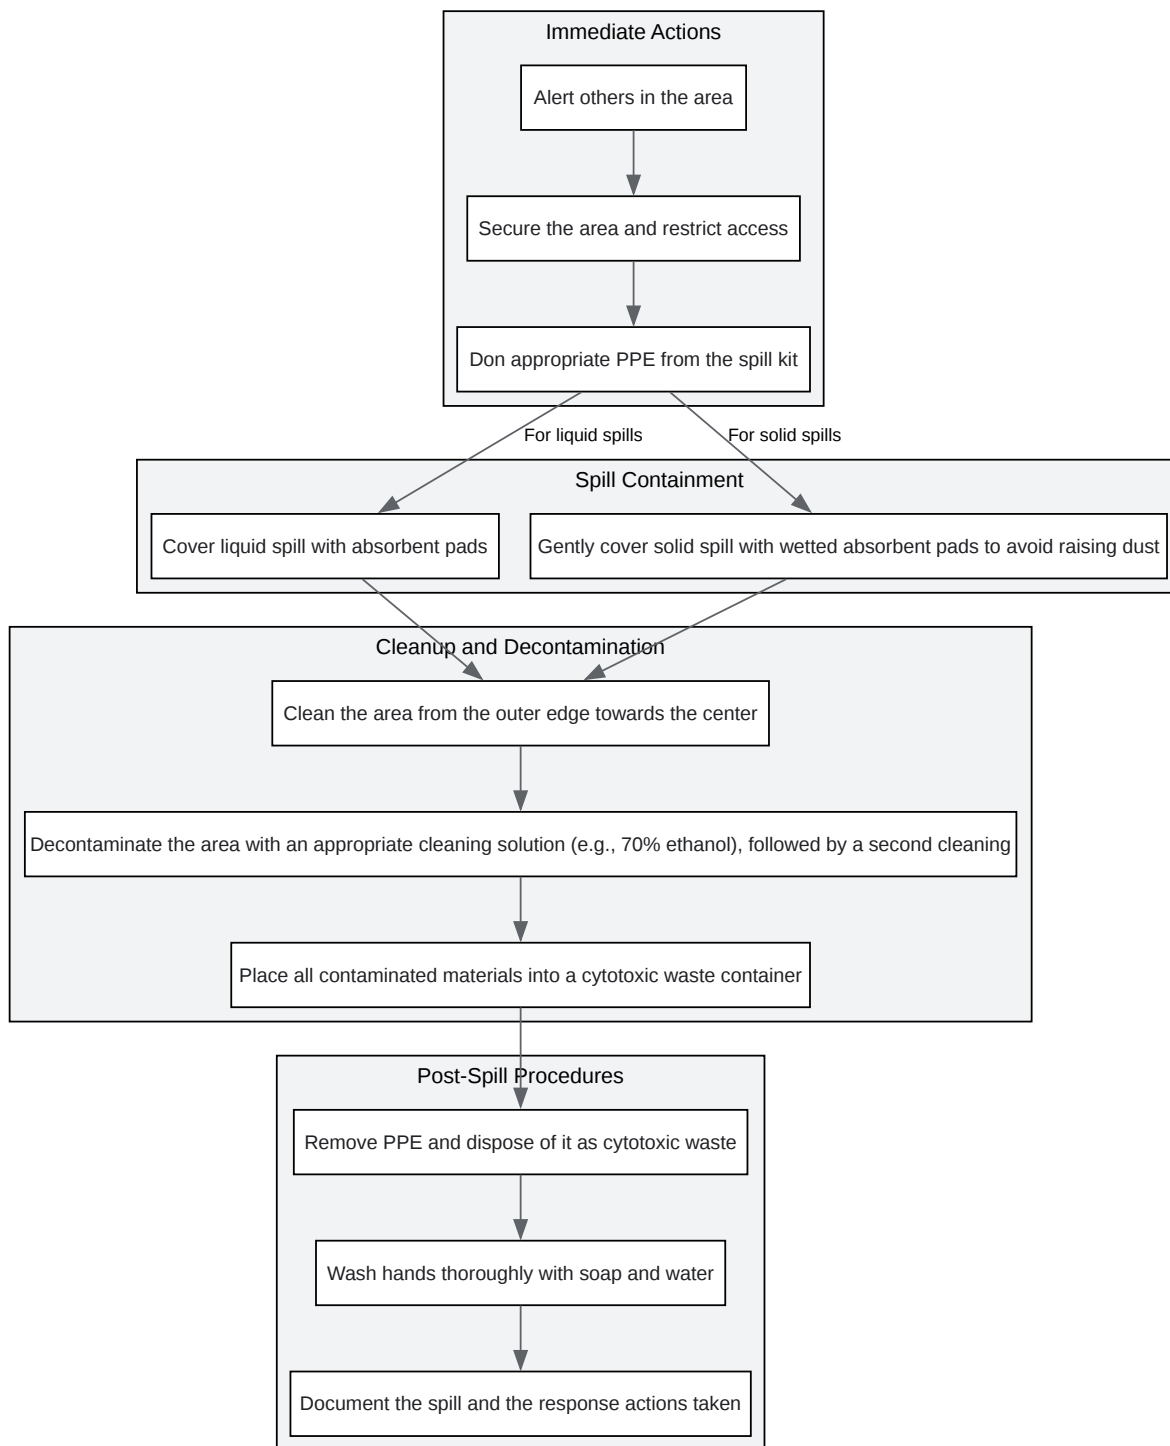 Immediate Actions
Alert others in the area
Secure the area and restrict access
Don appropriate PPE from the spill kit
For liquid spills
For solid spills
Spill Containment
Cover liquid spill with absorbent pads
Gently cover solid spill with wetted absorbent pads to avoid raising dust
Cleanup and Decontamination
Clean the area from the outer edge towards the center
Decontaminate the area with an appropriate cleaning solution (e.g., 70% ethanol), followed by a second cleaning
Place all contaminated materials into a cytotoxic waste container
Post-Spill Procedures
Remove PPE and dispose of it as cytotoxic waste
Wash hands thoroughly with soap and water
Document the spill and the response actions taken